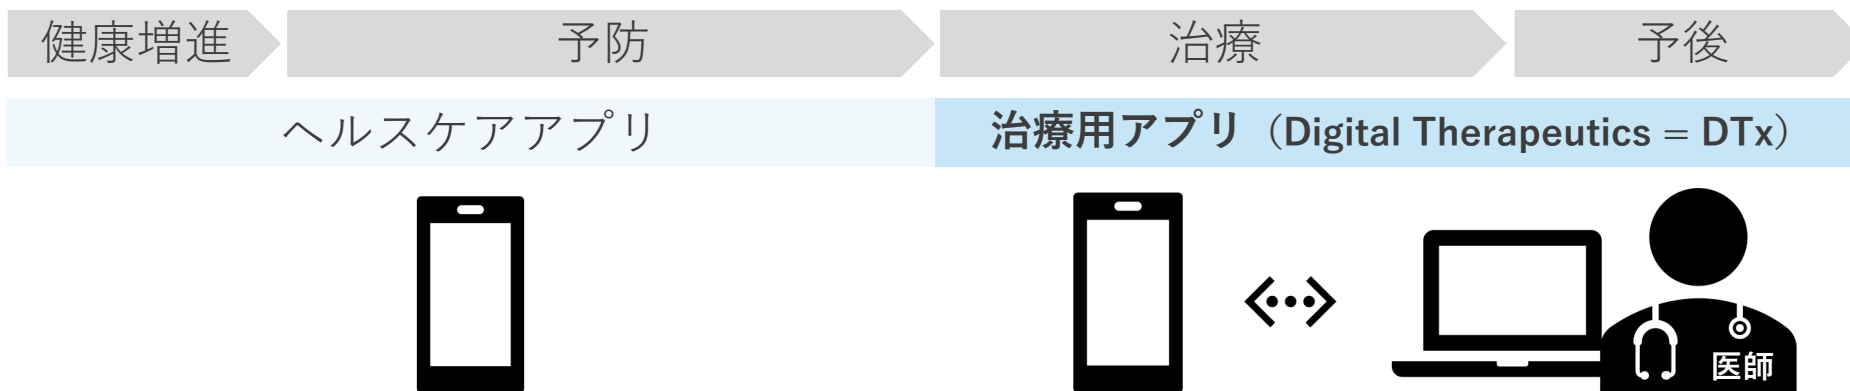 健康増進 予防 治療 予後
ヘルスケアアプリ 治療用アプリ（Digital Therapeutics = DTx）
医師